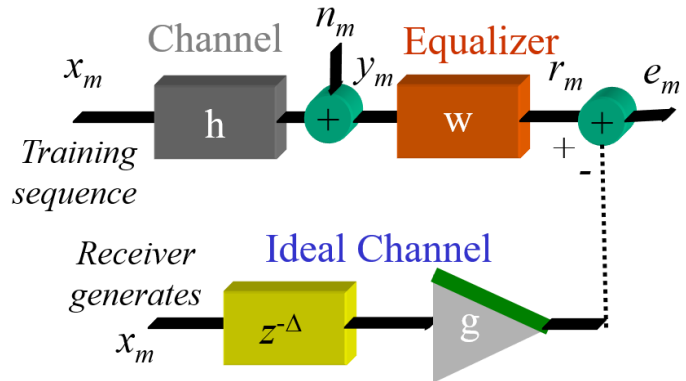 Channel
n_m
Equalizer
x_m
y_m
r_m
e_m
h
+
w
+
+
-
Training
sequence
Ideal Channel
Receiver
generates
x_m
z^{-Δ}
g